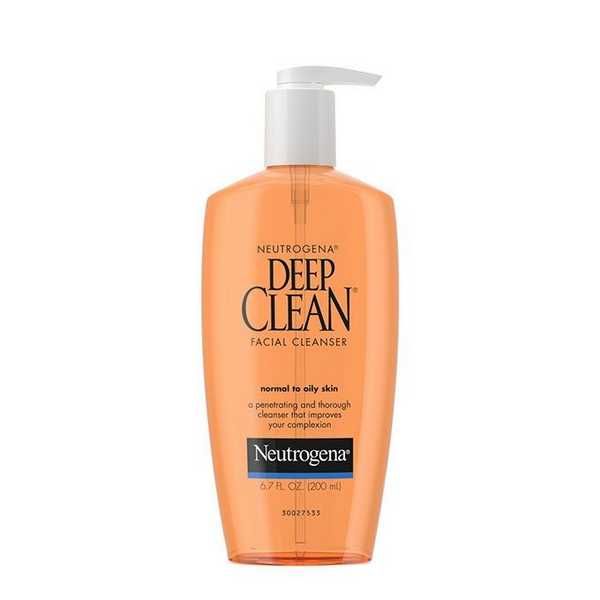 NEUTROGENA®
DEEP
CLEAN®
FACIAL CLEANSER
normal to oily skin
a penetrating and thorough
cleanser that improves
your complexion
Neutrogena®
6.7 FL. OZ. (200 ml)
30027533